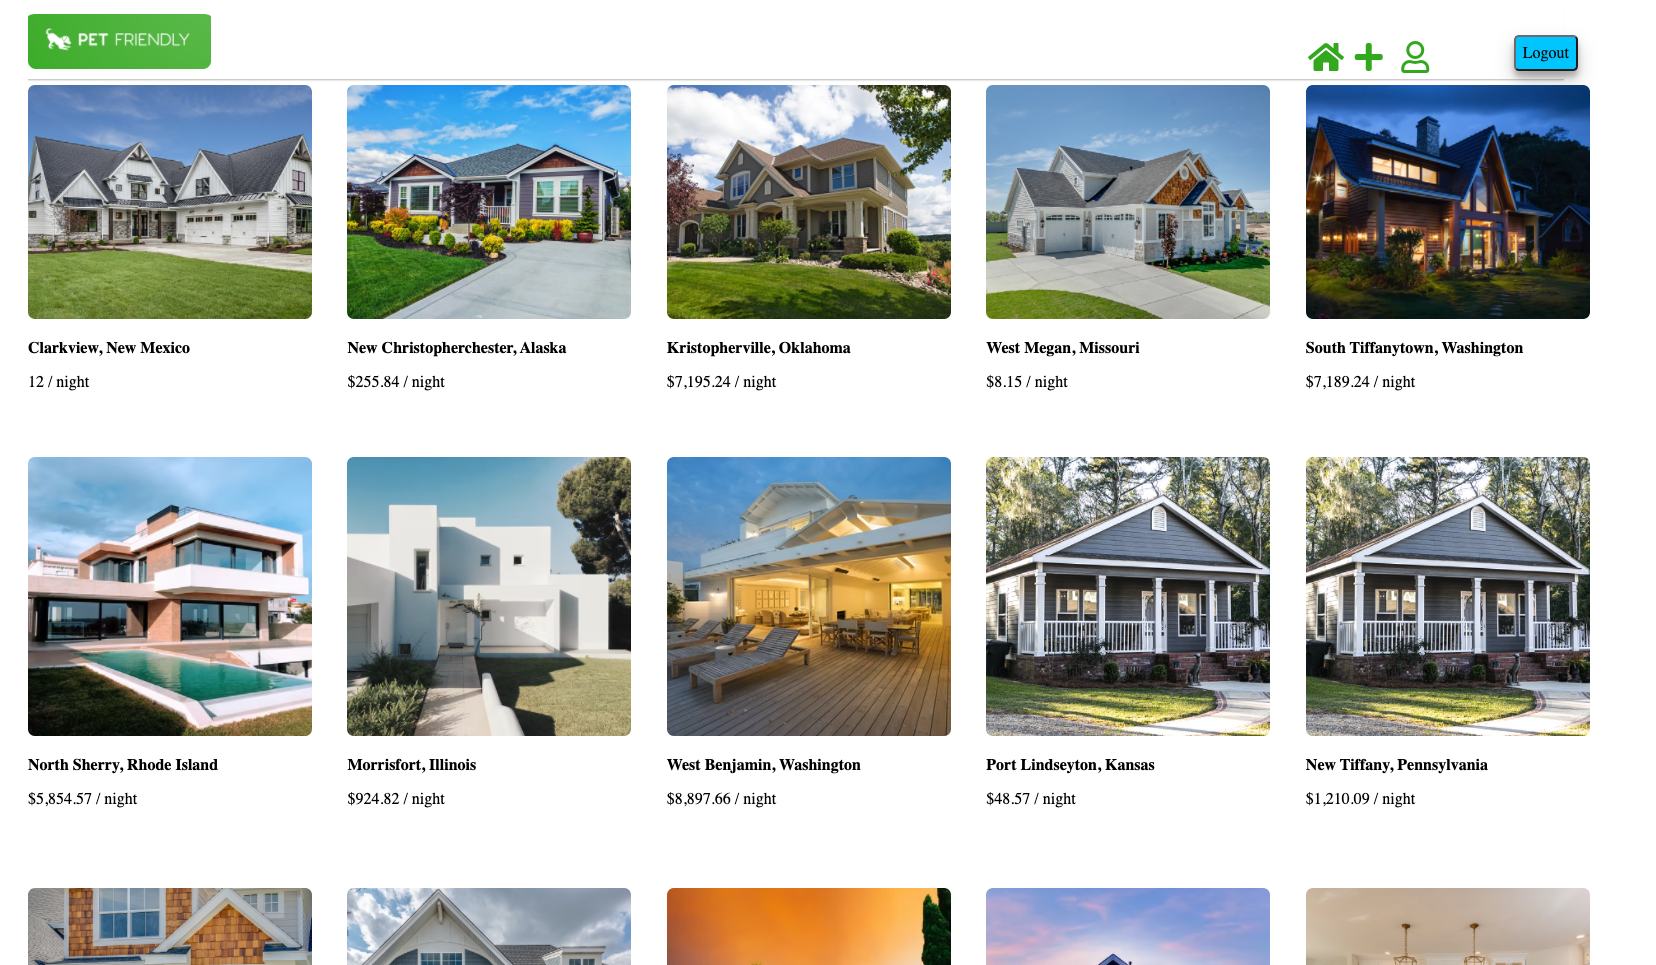 PET FRIENDLY
Logout
Clarkview, New Mexico
12 / night
New Christopherchester, Alaska
$255.84 / night
Kristopherville, Oklahoma
$7,195.24 / night
West Megan, Missouri
$8.15 / night
South Tiffanytown, Washington
$7,189.24 / night
North Sherry, Rhode Island
$5,854.57 / night
Morrisfort, Illinois
$924.82 / night
West Benjamin, Washington
$8,897.66 / night
Port Lindseyton, Kansas
$48.57 / night
New Tiffany, Pennsylvania
$1,210.09 / night